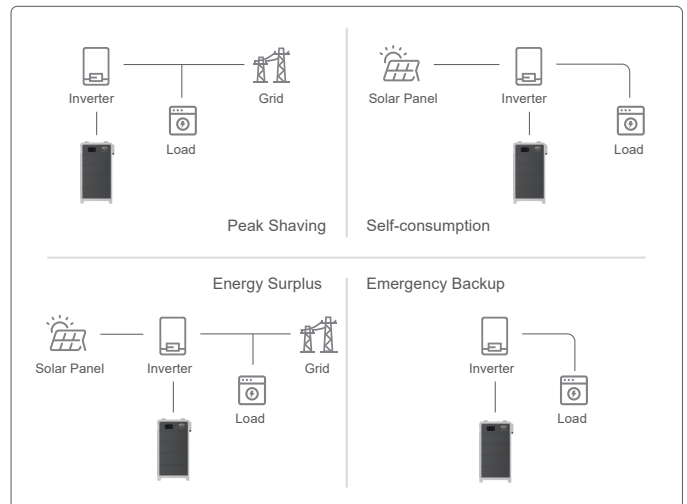 Inverter
Grid
Load
Peak Shaving
Solar Panel
Inverter
Load
Self-consumption
Energy Surplus
Solar Panel
Inverter
Grid
Load
Emergency Backup
Inverter
Load